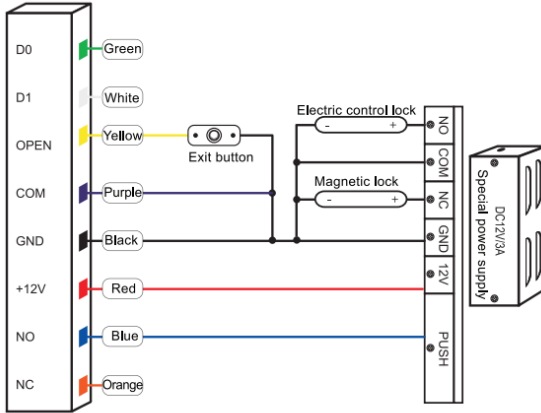 D0
Green
D1
White
OPEN
Yellow
Exit button
COM
Purple
GND
Black
+12V
Red
NO
Blue
NC
Orange
Electric control lock
- +
Magnetic lock
- +
NO
COM
NC
GND
12V
PUSH
DC12V/3A
Special power supply